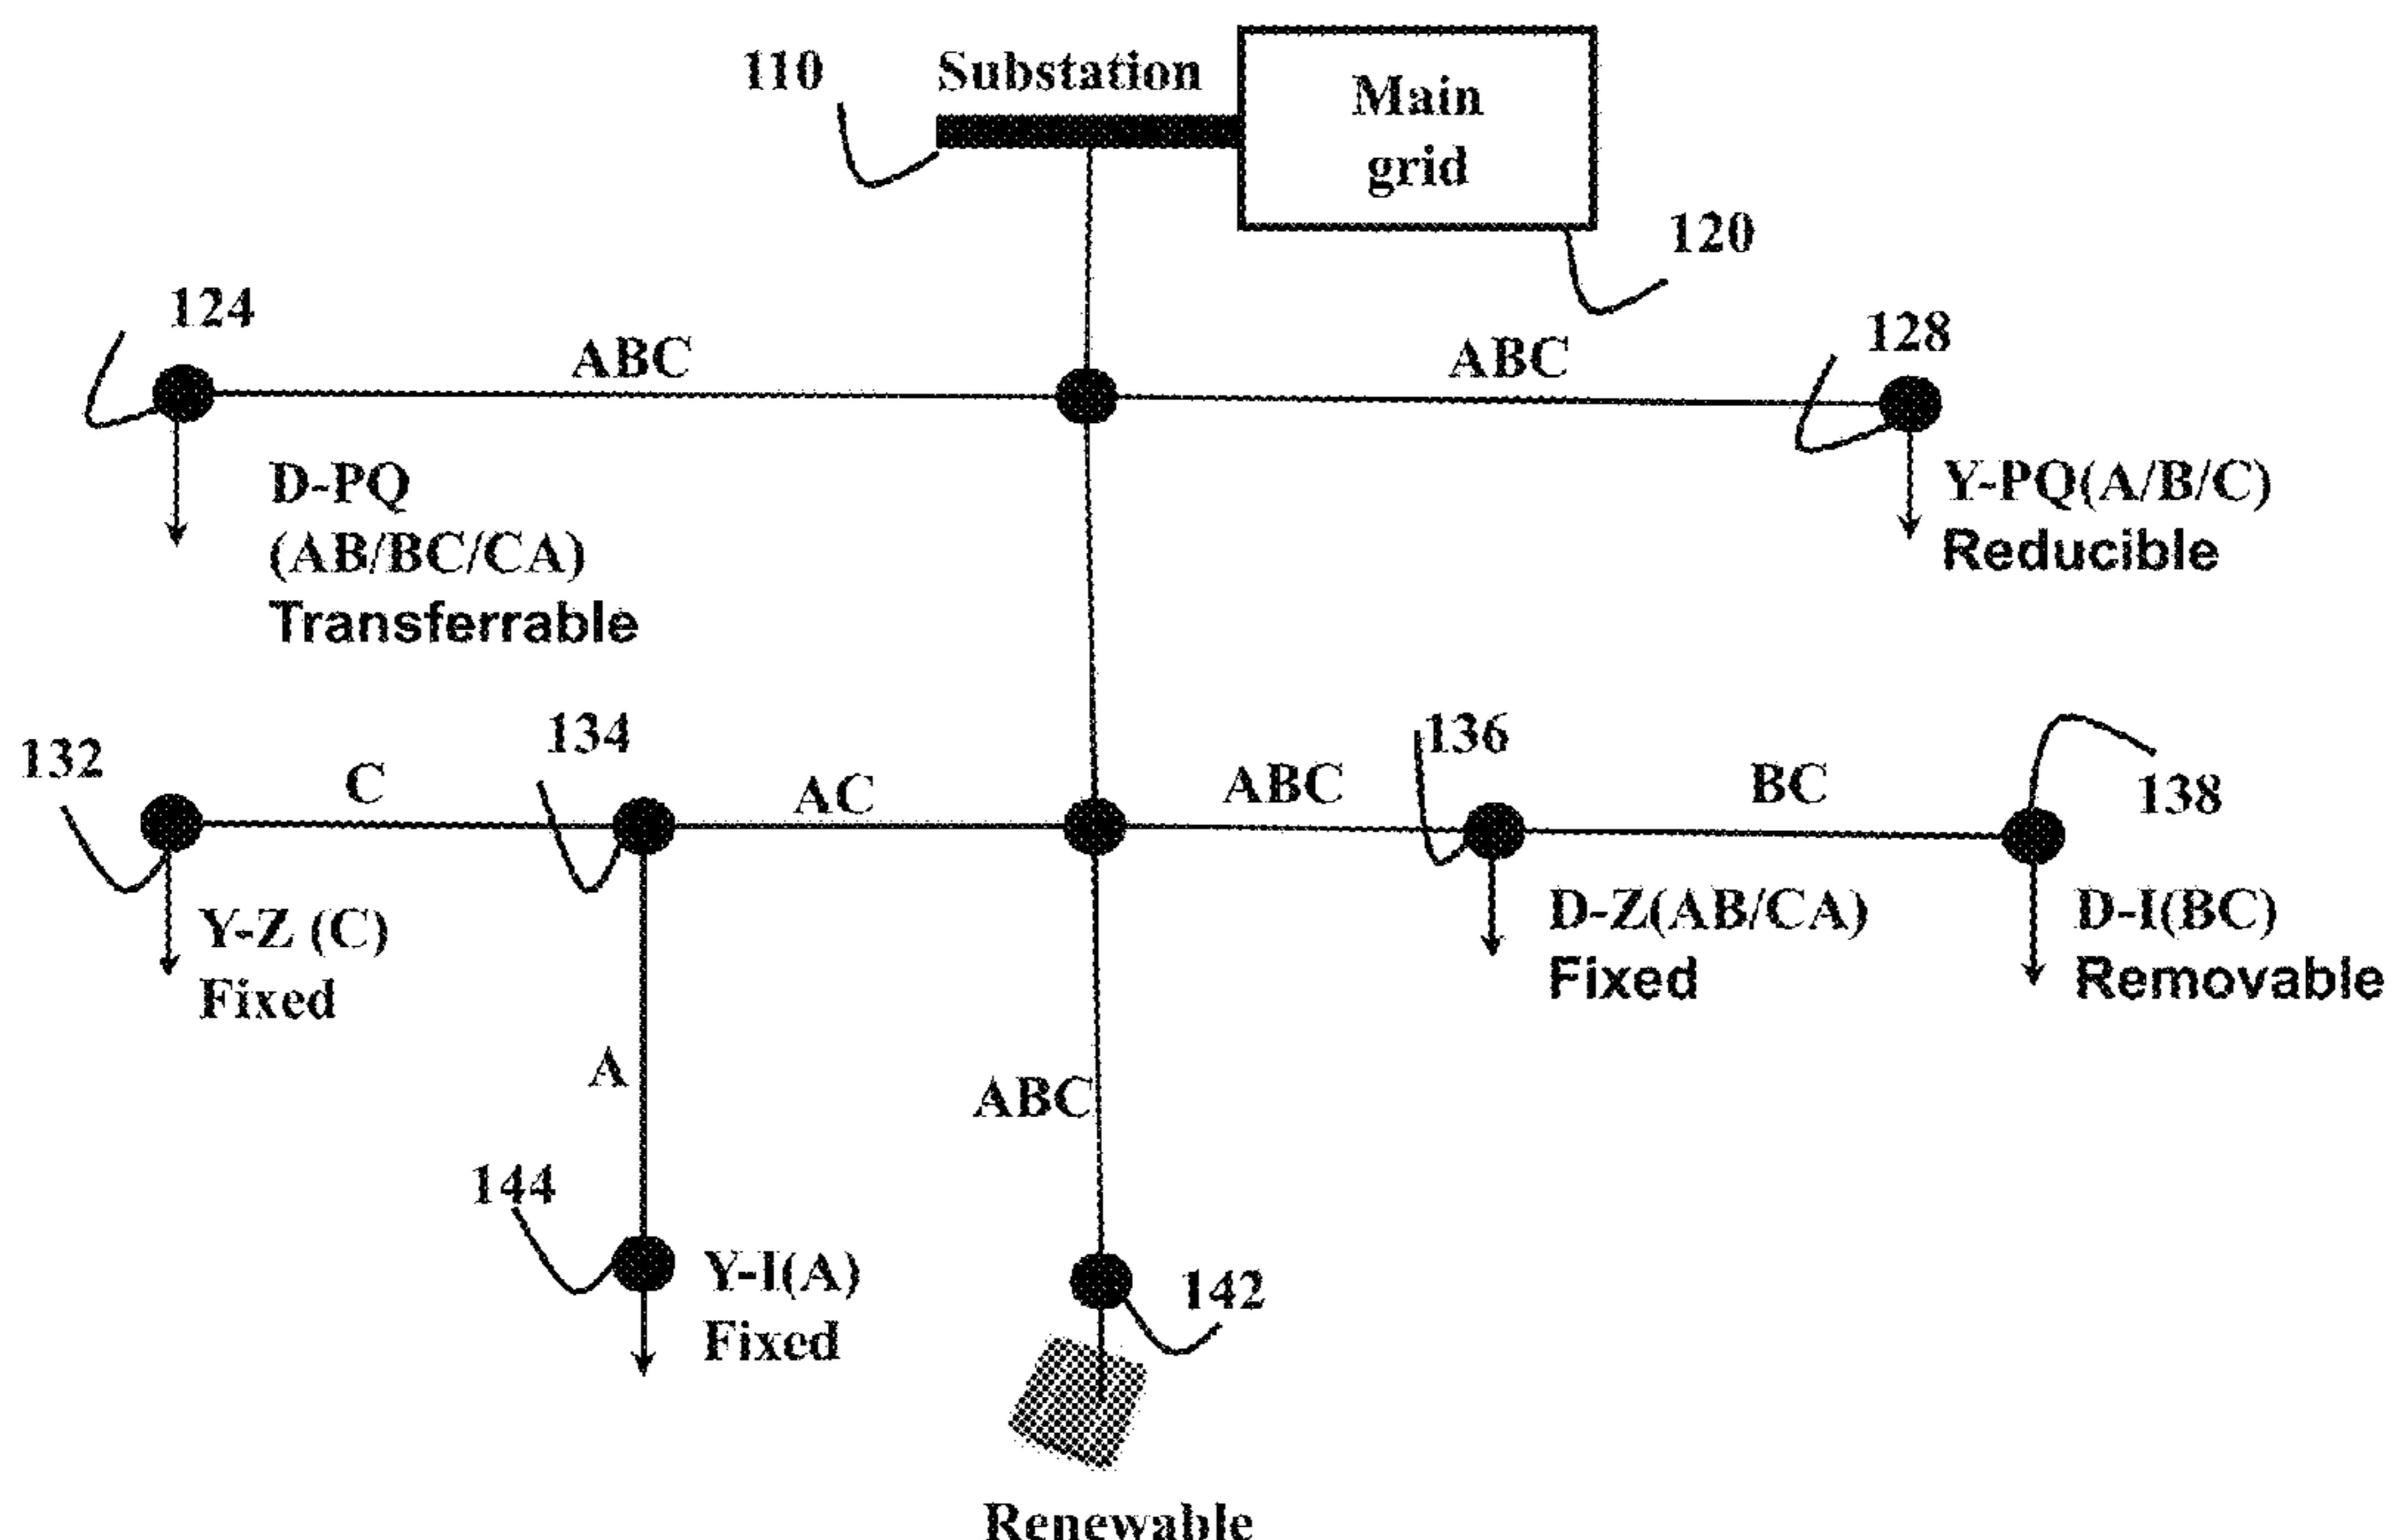 110
Substation
Main
grid
120
124
ABC
ABC
128
D-PQ
(AB/BC/CA)
Transferrable
Y-PQ(A/B/C)
Reducible
132
C
134
AC
ABC
136
BC
138
Y-Z (C)
Fixed
D-Z(AB/CA)
Fixed
D-I(BC)
Removable
A
ABC
144
Y-I(A)
Fixed
142
Renewable